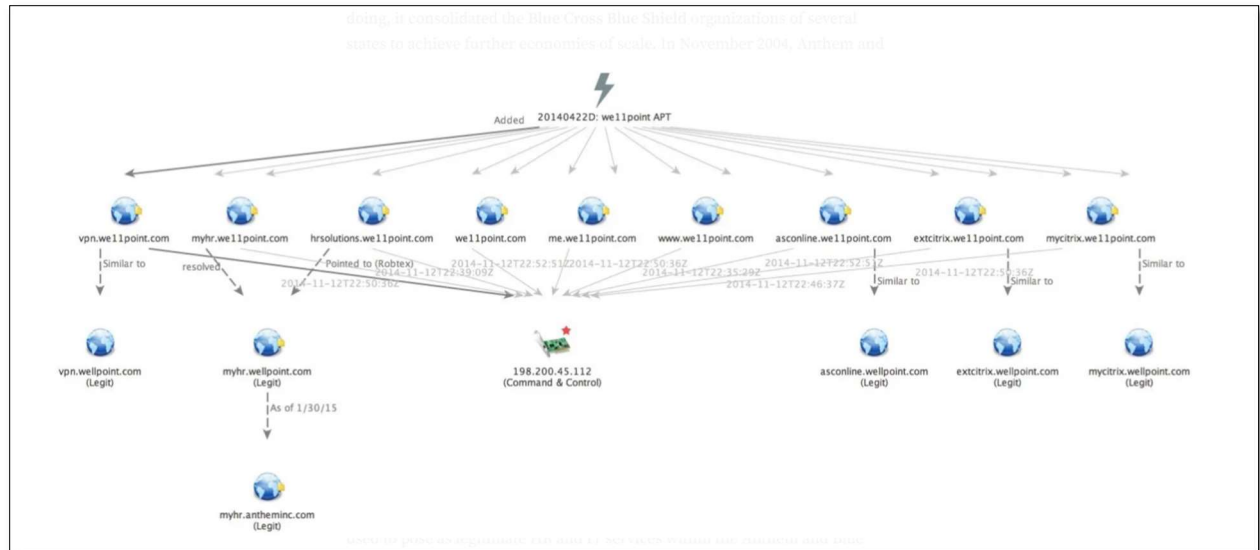 doing, it consolidated the Blue Cross Blue Shield organizations of several
states to achieve further economies of scale. In November 2004, Anthem and
Added
20140422D: we11point APT
vpn.we11point.com
myhr.we11point.com
hrsolutions.we11point.com
we11point.com
me.we11point.com
www.we11point.com
asconline.we11point.com
extcitrix.we11point.com
mycitrix.we11point.com
Similar to
resolved
Pointed to (Robtex)
2014-11-12T22:52:51Z
2014-11-12T22:50:36Z
2014-11-12T22:52:51Z
Similar to
2014-11-12T22:39:09Z
2014-11-12T22:35:29Z
2014-11-12T22:50:36Z
2014-11-12T22:50:36Z
2014-11-12T22:46:37Z
Similar to
Similar to
vpn.wellpoint.com
(Legit)
myhr.wellpoint.com
(Legit)
198.200.45.112
(Command & Control)
asconline.wellpoint.com
(Legit)
extcitrix.wellpoint.com
(Legit)
mycitrix.wellpoint.com
(Legit)
As of 1/30/15
myhr.antheminc.com
(Legit)